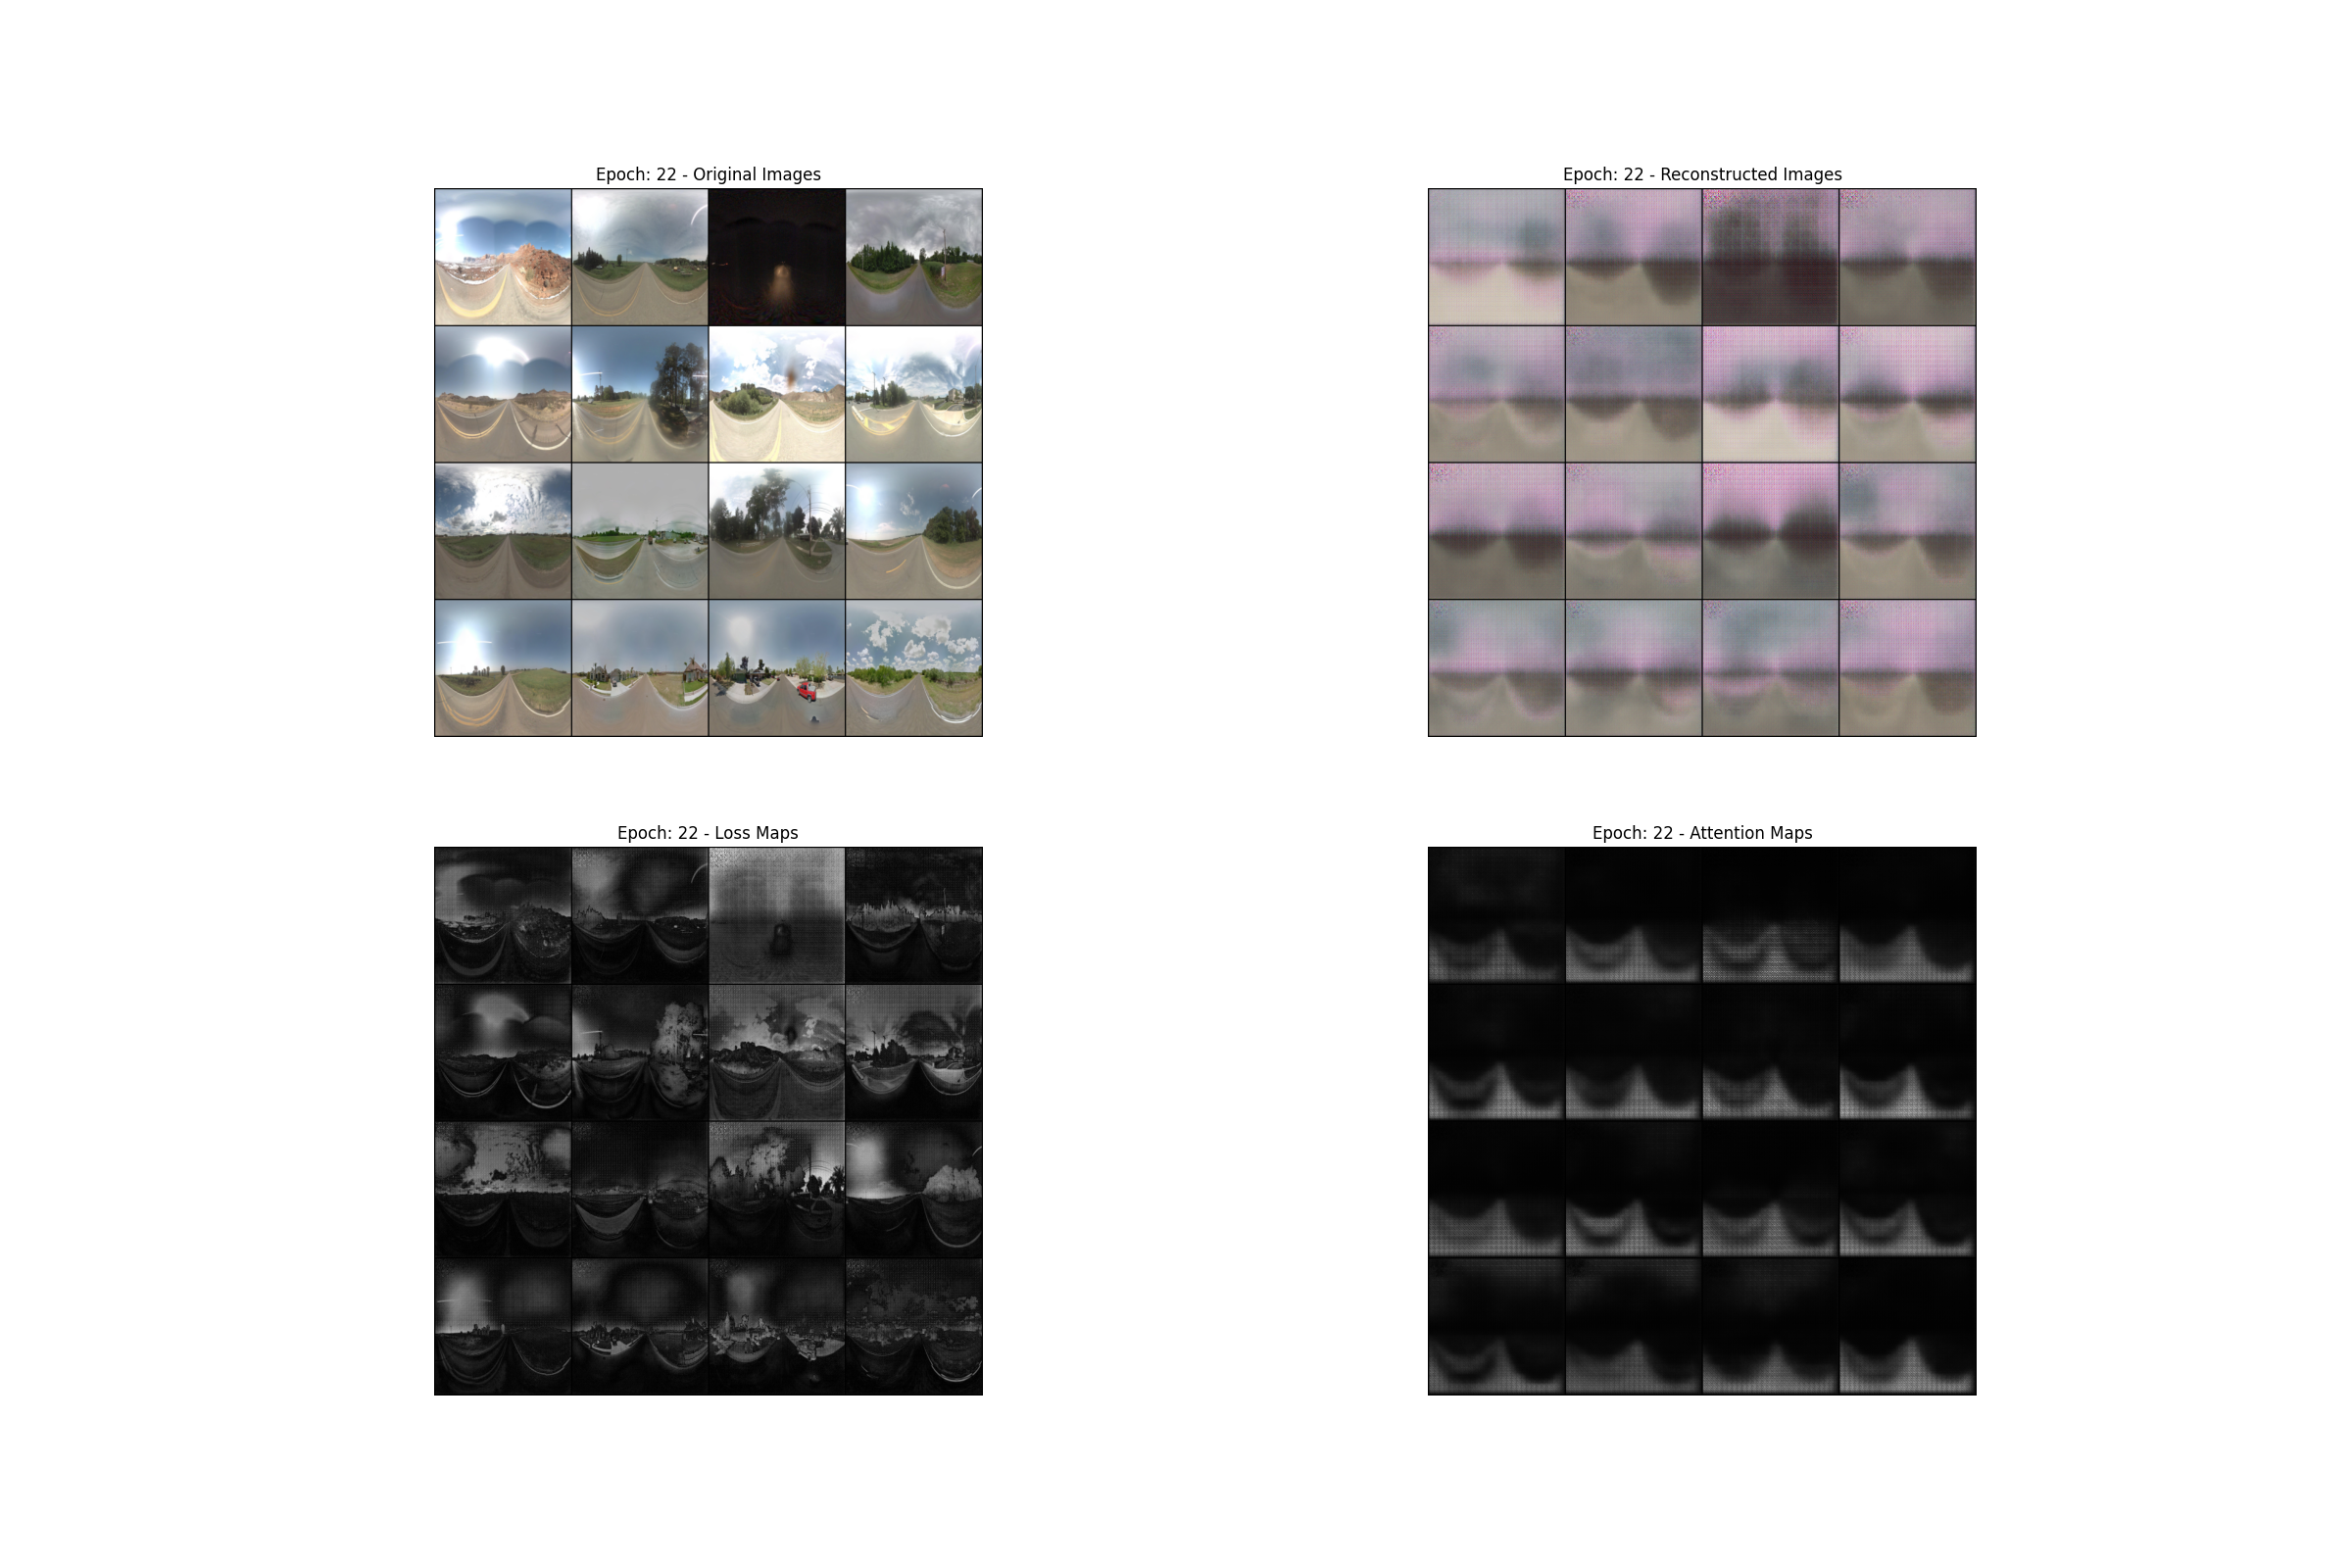 Epoch: 22 - Original Images
Epoch: 22 - Reconstructed Images
Epoch: 22 - Loss Maps
Epoch: 22 - Attention Maps